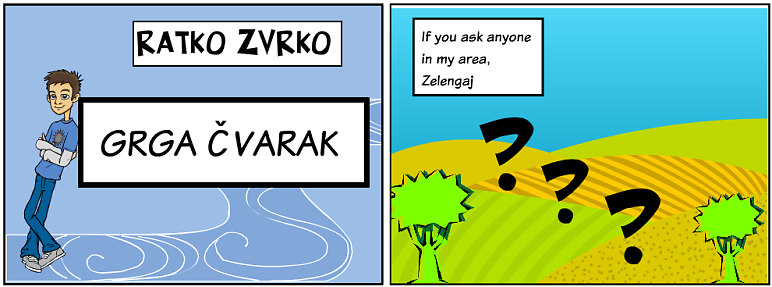 RATKO ZVRKO
GRGA ČVARAK
If you ask anyone
in my area,
Zelengaj
? ? ?